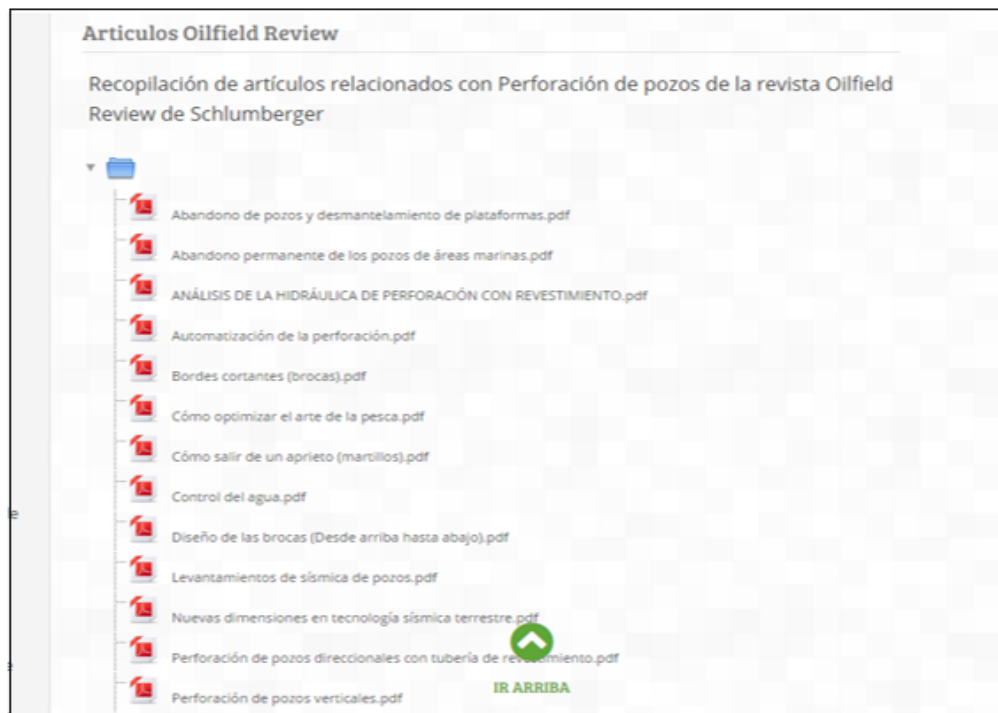 Articulos Oilfield Review
Recopilación de artículos relacionados con Perforación de pozos de la revista Oilfield
Review de Schlumberger
Abandono de pozos y desmantelamiento de plataformas.pdf
Abandono permanente de los pozos de áreas marinas.pdf
ANÁLISIS DE LA HIDRÁULICA DE PERFORACIÓN CON REVESTIMIENTO.pdf
Automatización de la perforación.pdf
Bordes cortantes (brocas).pdf
Cómo optimizar el arte de la pesca.pdf
Cómo salir de un aprieto (martillos).pdf
Control del agua.pdf
Diseño de las brocas (Desde arriba hasta abajo).pdf
Levantamientos de sísmica de pozos.pdf
Nuevas dimensiones en tecnología sísmica terrestre.pdf
Perforación de pozos direccionales con tubería de revestimiento.pdf
IR ARRIBA
Perforación de pozos verticales.pdf